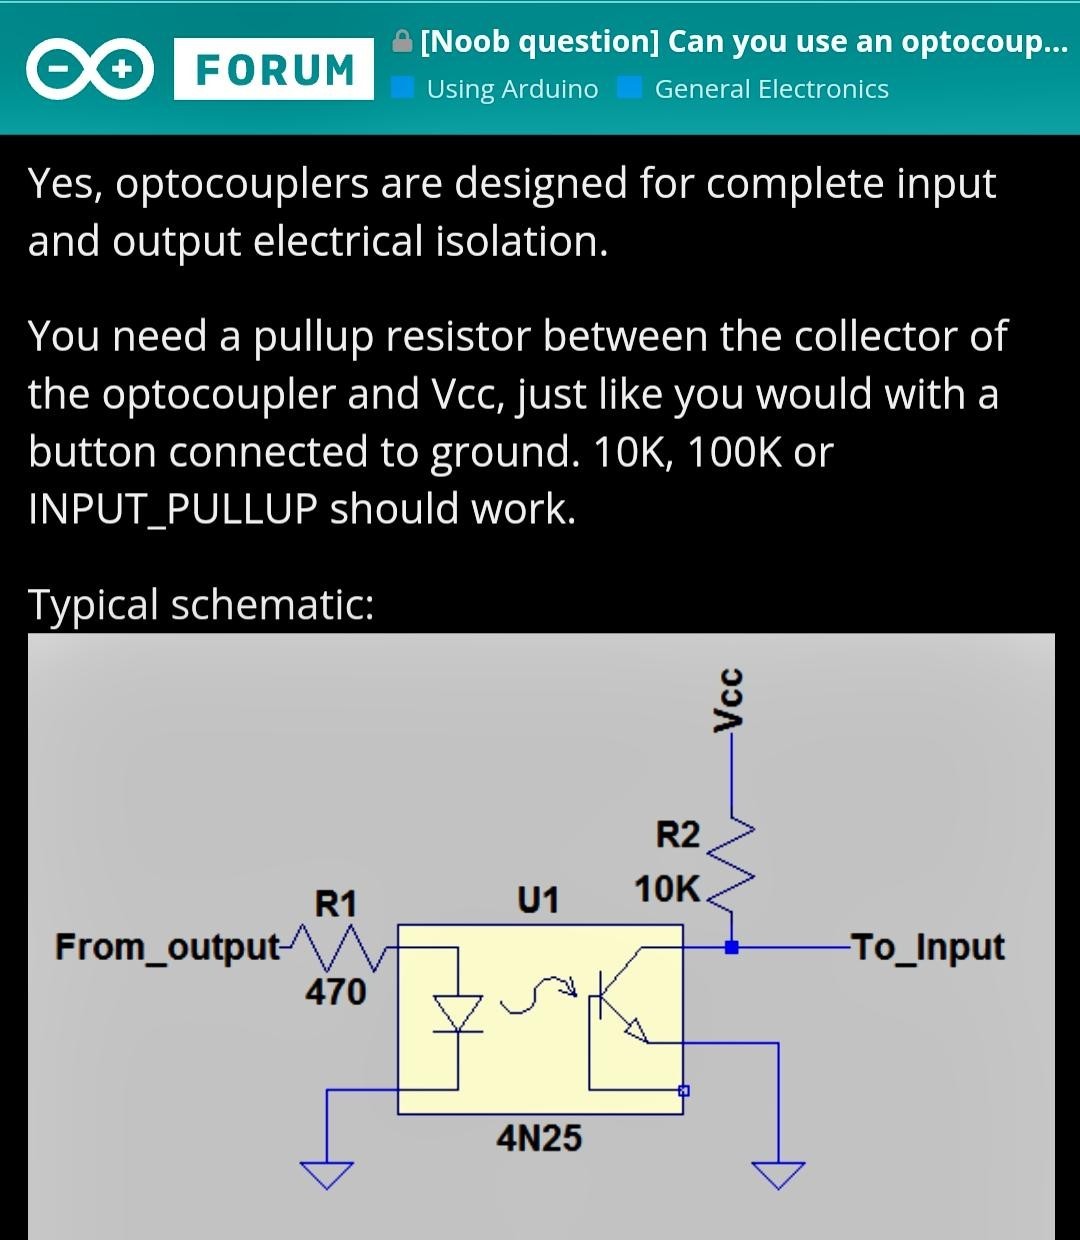 FORUM
[Noob question] Can you use an optocoup...
Using Arduino General Electronics
Yes, optocouplers are designed for complete input
and output electrical isolation.
You need a pullup resistor between the collector of
the optocoupler and Vcc, just like you would with a
button connected to ground. 10K, 100K or
INPUT_PULLUP should work.
Typical schematic:
Vcc
R2
10K
R1
U1
From_output
To_Input
470
4N25